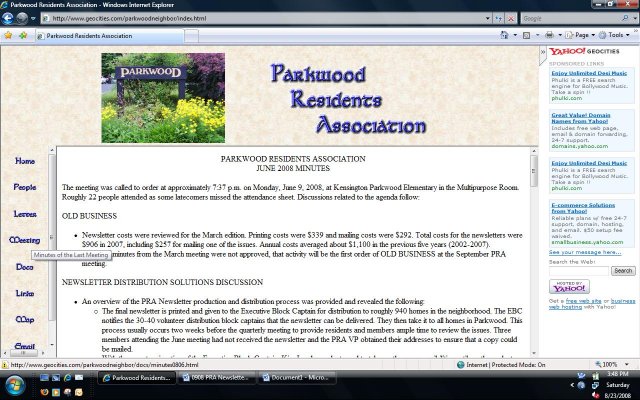 Parkwood Residents Association - Windows Internet Explorer
http://www.geocities.com/parkwoodneighbor/index.html
Google
Parkwood Residents Association
Page
Tools
PARKWOOD
Parkwood
Residents
Association
YAHOO! GEOCITIES
SPONSORED LINKS
Enjoy Unlimited Desi Music
Phulki is a FREE search
engine for Bollywood Music.
Take a spin !!
phulki.com
Great Value! Domain
Names from Yahoo!
Includes free web page,
email & domain forwarding,
24-7 support.
domains.yahoo.com
Enjoy Unlimited Desi Music
Phulki is a FREE search
engine for Bollywood Music.
Take a spin !!
phulki.com
E-commerce Solutions
from Yahoo!
Reliable plans w/ free 24-7
support, domain, hosting,
and email. $50 setup fee
waived.
smallbusiness.yahoo.com
See your message here...
Search the Web:
Search
HOSTED BY
YAHOO!
Get a free web site or business
web hosting with Yahoo!
Home
People
Letter
Meeting
Minutes of the Last Meeting
Docs
Links
Map
Email
PARKWOOD RESIDENTS ASSOCIATION
JUNE 2008 MINUTES
The meeting was called to order at approximately 7:37 p.m. on Monday, June 9, 2008, at Kensington Parkwood Elementary in the Multipurpose Room.
Roughly 22 people attended as some latecomers missed the attendance sheet. Discussions related to the agenda follow:
OLD BUSINESS
Newsletter costs were reviewed for the March edition. Printing costs were $339 and mailing costs were $292. Total costs for the newsletters were
$906 in 2007, including $257 for mailing one of the issues. Annual costs averaged about $1,100 in the previous five years (2002-2007).
minutes from the March meeting were not approved, that activity will be the first order of OLD BUSINESS at the September PRA
meeting.
NEWSLETTER DISTRIBUTION SOLUTIONS DISCUSSION
An overview of the PRA Newsletter production and distribution process was provided and revealed the following:
The final newsletter is printed and given to the Executive Block Captain for distribution to roughly 940 homes in the neighborhood. The EBC
notifies the 30-40 volunteer distribution block captains that the newsletter can be delivered. They then take it to all homes in Parkwood. This
process usually occurs two weeks before the quarterly meeting to provide residents and members ample time to review the issues. Three
members attending the June meeting had not received the newsletter and the PRA VP obtained their addresses to ensure that a copy could
be mailed.
http://www.geocities.com/parkwoodneighbor/docs/minutes0806.html
Internet | Protected Mode: On
100%
Parkwood Residents...
0908 PRA Newslette...
Document1 - Micro...
3:48 PM
Saturday
8/23/2008